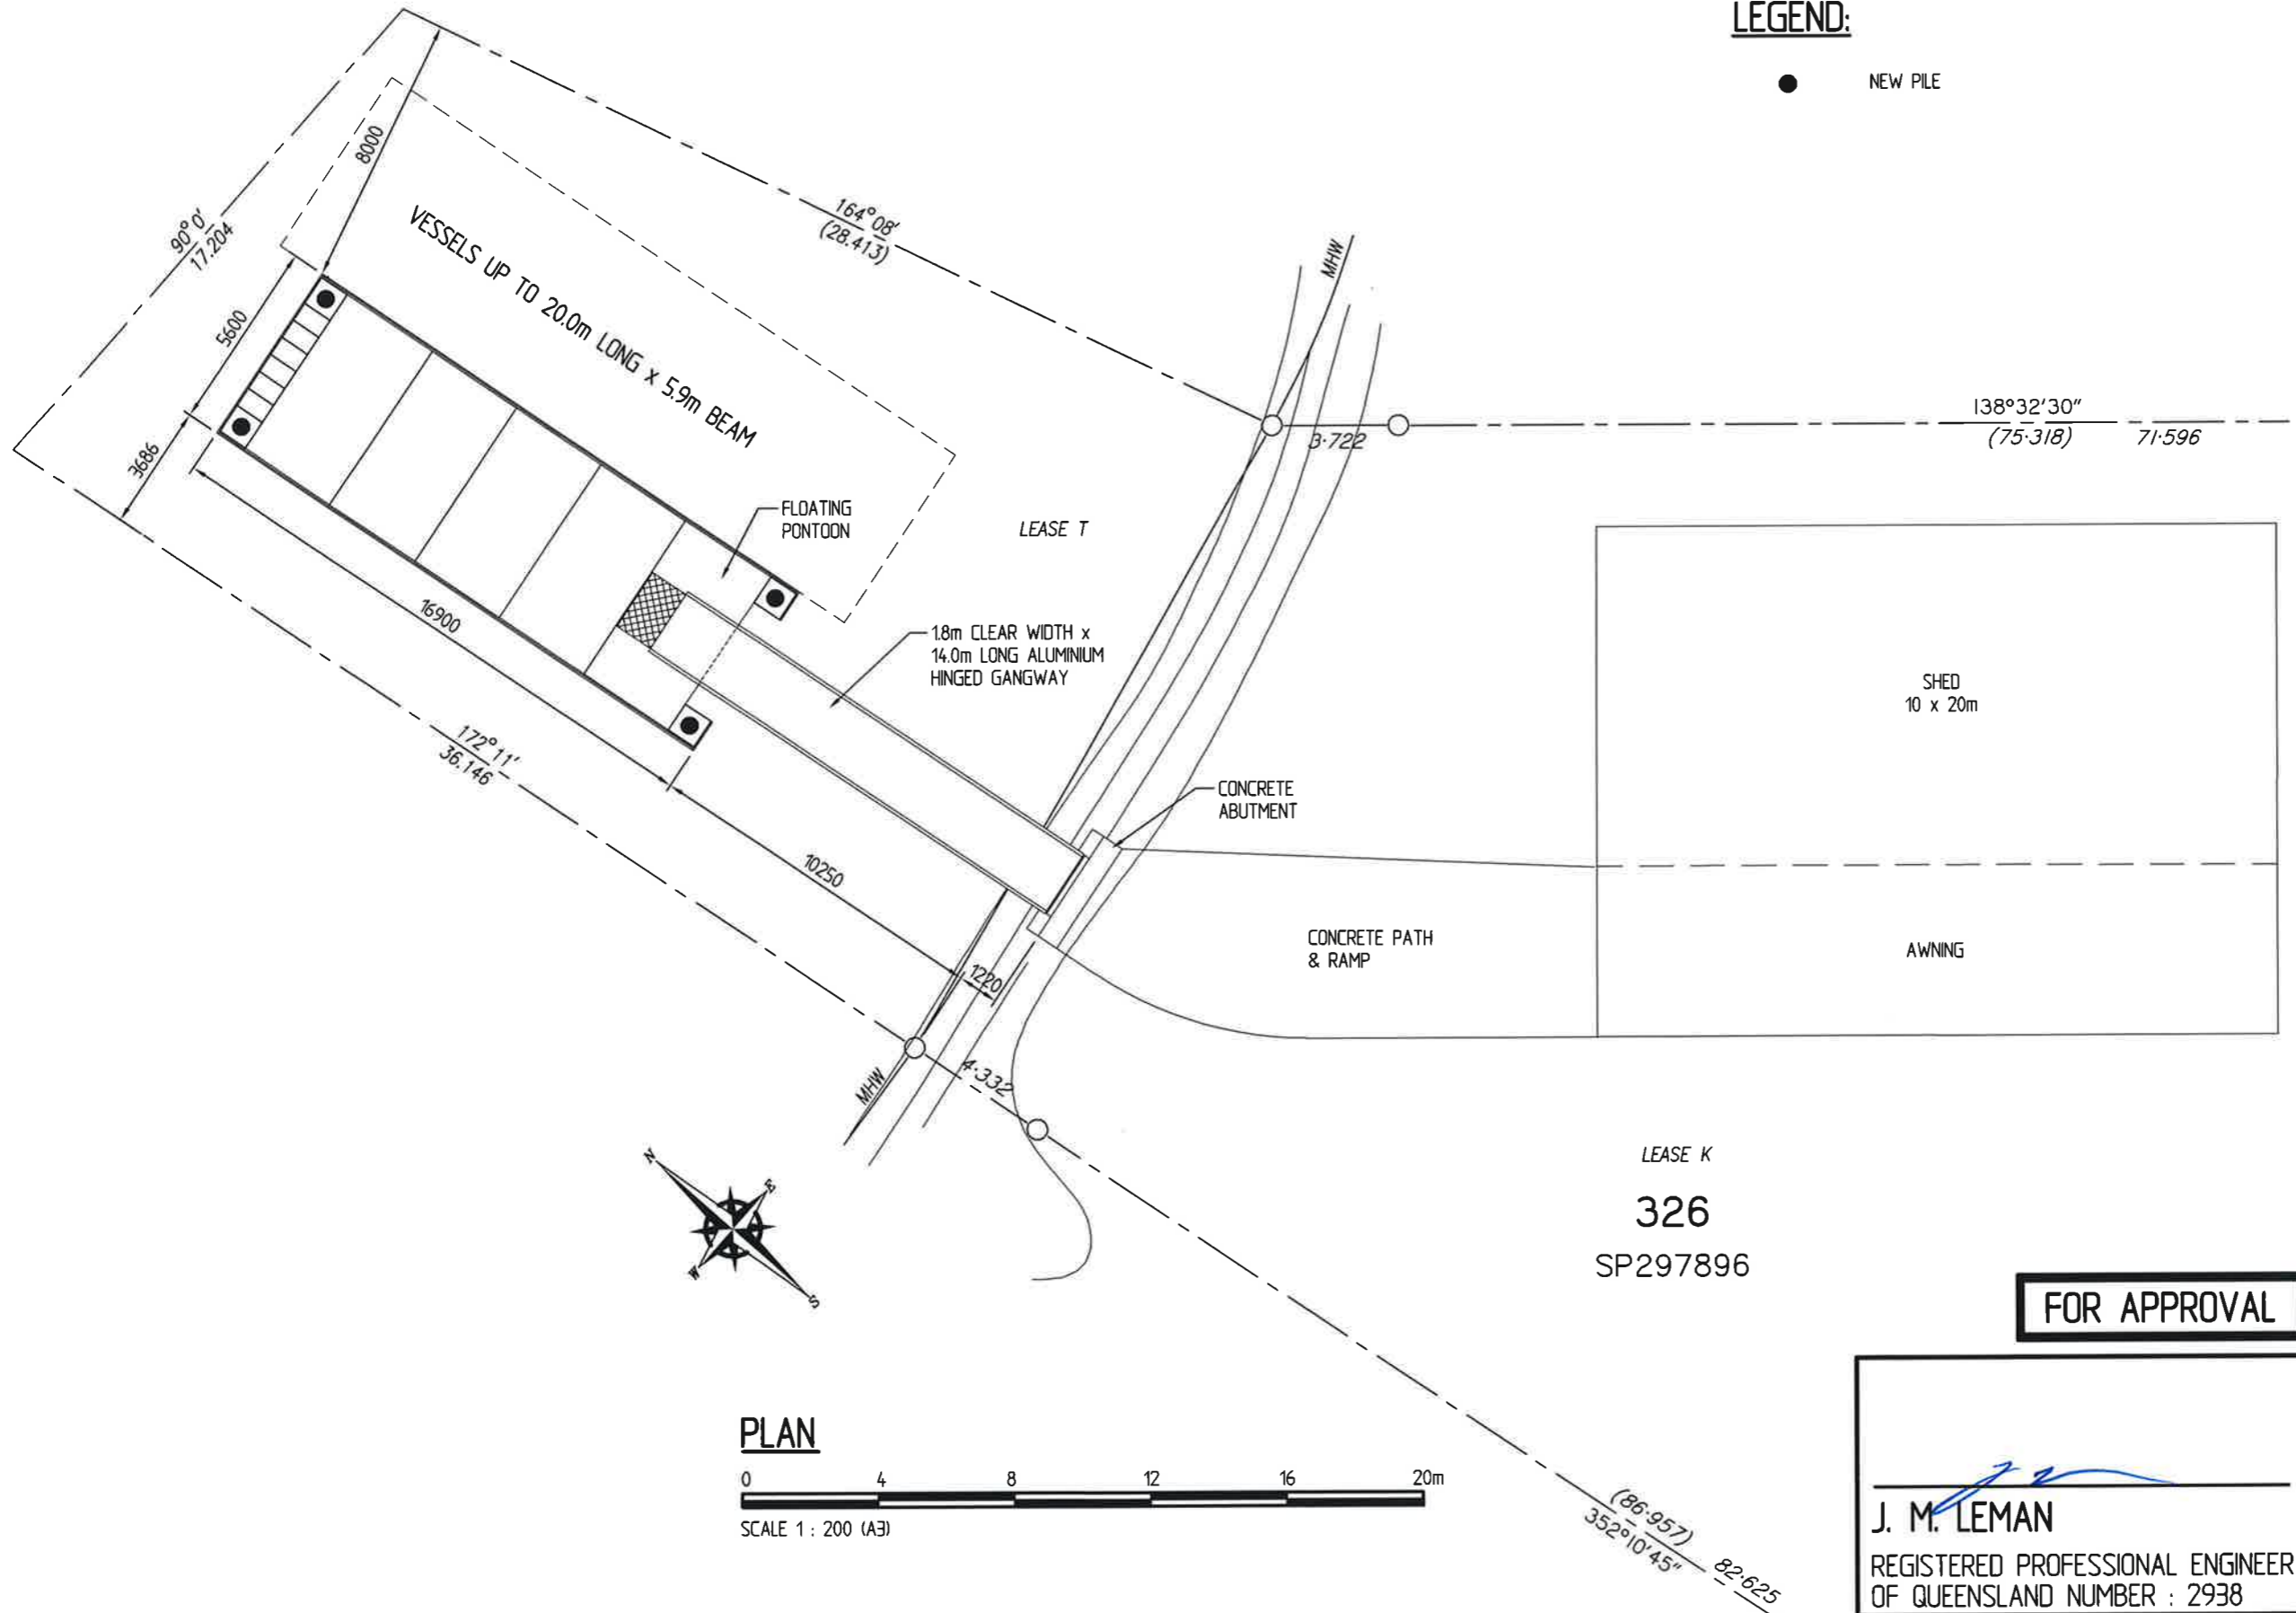 LEGEND:
NEW PILE
8000
90°0'
17.204
164°08'
(28.413)
VESSELS UP TO 20.0m LONG x 5.9m BEAM
MHW
5600
3686
138°32'30"
(75·318) 71·596
3·722
FLOATING
PONTOON
LEASE T
16900
1.8m CLEAR WIDTH x
14.0m LONG ALUMINIUM
HINGED GANGWAY
SHED
10 x 20m
172°11'
36.146
CONCRETE
ABUTMENT
10250
CONCRETE PATH
& RAMP
AWNING
1220
4·332
MHW
N
E
W
S
LEASE K
326
SP297896
FOR APPROVAL
PLAN
0 4 8 12 16 20m
SCALE 1 : 200 (A3)
(86·957)
352°10'45"
82·625
J. M. LEMAN
REGISTERED PROFESSIONAL ENGINEER
OF QUEENSLAND NUMBER : 2938